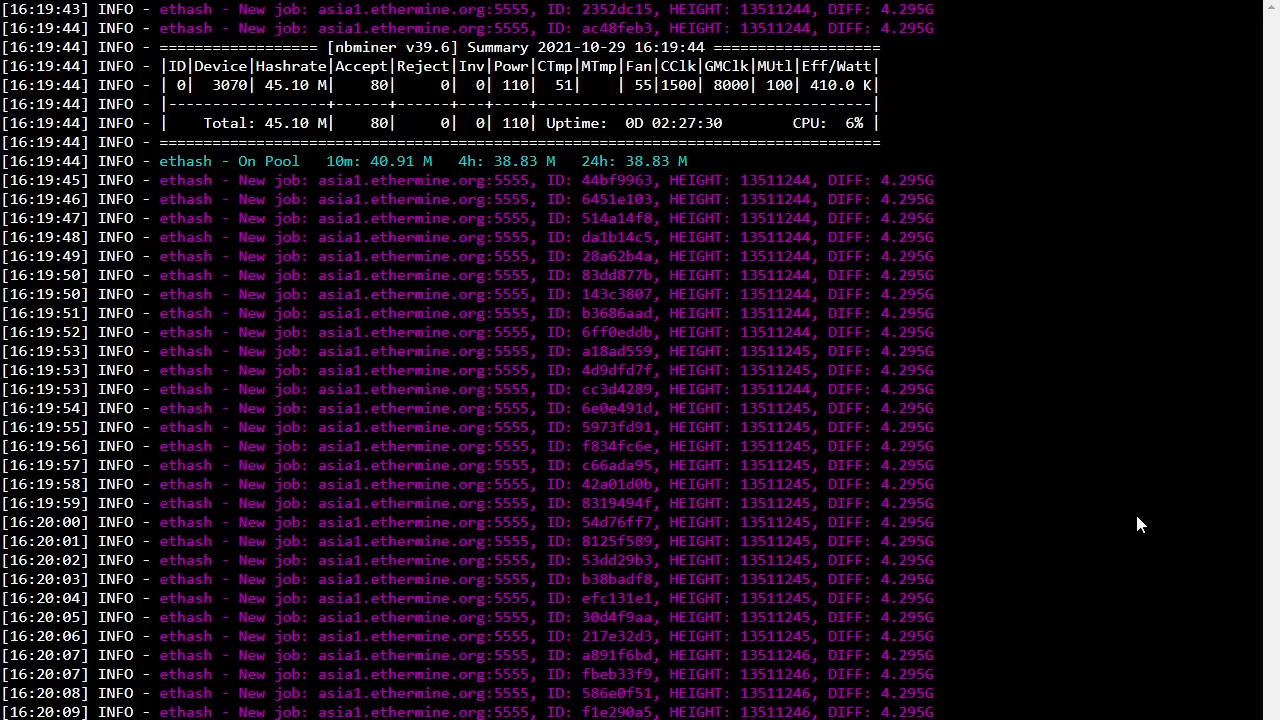 [16:19:43] INFO - ethash - New job: asia1.ethermine.org:5555, ID: 2352dc15, HEIGHT: 13511244, DIFF: 4.295G
[16:19:44] INFO - ethash - New job: asia1.ethermine.org:5555, ID: ac48feb3, HEIGHT: 13511244, DIFF: 4.295G
[16:19:44] INFO - ================== [nbminer v39.6] Summary 2021-10-29 16:19:44 ===================
[16:19:44] INFO - |ID|Device|Hashrate|Accept|Reject|Inv|Powr|CTmp|MTmp|Fan|CClk|GMClk|MUtl|Eff/Watt|
[16:19:44] INFO - | 0|  3070| 45.10 M|    80|     0|  0| 110|  51|    | 55|1500| 8000| 100| 410.0 K|
[16:19:44] INFO - |------------------+------+------+---+----+--------------------------------------|
[16:19:44] INFO - |    Total: 45.10 M|    80|     0|  0| 110| Uptime:  0D 02:27:30        CPU:  6% |
[16:19:44] INFO - ==================================================================================
[16:19:44] INFO - ethash - On Pool   10m: 40.91 M   4h: 38.83 M   24h: 38.83 M
[16:19:45] INFO - ethash - New job: asia1.ethermine.org:5555, ID: 44bf9963, HEIGHT: 13511244, DIFF: 4.295G
[16:19:46] INFO - ethash - New job: asia1.ethermine.org:5555, ID: 6451e103, HEIGHT: 13511244, DIFF: 4.295G
[16:19:47] INFO - ethash - New job: asia1.ethermine.org:5555, ID: 514a14f8, HEIGHT: 13511244, DIFF: 4.295G
[16:19:48] INFO - ethash - New job: asia1.ethermine.org:5555, ID: da1b14c5, HEIGHT: 13511244, DIFF: 4.295G
[16:19:49] INFO - ethash - New job: asia1.ethermine.org:5555, ID: 28a62b4a, HEIGHT: 13511244, DIFF: 4.295G
[16:19:50] INFO - ethash - New job: asia1.ethermine.org:5555, ID: 83dd877b, HEIGHT: 13511244, DIFF: 4.295G
[16:19:50] INFO - ethash - New job: asia1.ethermine.org:5555, ID: 143c3807, HEIGHT: 13511244, DIFF: 4.295G
[16:19:51] INFO - ethash - New job: asia1.ethermine.org:5555, ID: b3686aad, HEIGHT: 13511244, DIFF: 4.295G
[16:19:52] INFO - ethash - New job: asia1.ethermine.org:5555, ID: 6ff0eddb, HEIGHT: 13511244, DIFF: 4.295G
[16:19:53] INFO - ethash - New job: asia1.ethermine.org:5555, ID: a18ad559, HEIGHT: 13511245, DIFF: 4.295G
[16:19:53] INFO - ethash - New job: asia1.ethermine.org:5555, ID: 4d9dfd7f, HEIGHT: 13511245, DIFF: 4.295G
[16:19:53] INFO - ethash - New job: asia1.ethermine.org:5555, ID: cc3d4289, HEIGHT: 13511244, DIFF: 4.295G
[16:19:54] INFO - ethash - New job: asia1.ethermine.org:5555, ID: 6e0e491d, HEIGHT: 13511245, DIFF: 4.295G
[16:19:55] INFO - ethash - New job: asia1.ethermine.org:5555, ID: 5973fd91, HEIGHT: 13511245, DIFF: 4.295G
[16:19:56] INFO - ethash - New job: asia1.ethermine.org:5555, ID: f834fc6e, HEIGHT: 13511245, DIFF: 4.295G
[16:19:57] INFO - ethash - New job: asia1.ethermine.org:5555, ID: c66ada95, HEIGHT: 13511245, DIFF: 4.295G
[16:19:58] INFO - ethash - New job: asia1.ethermine.org:5555, ID: 42a01d0b, HEIGHT: 13511245, DIFF: 4.295G
[16:19:59] INFO - ethash - New job: asia1.ethermine.org:5555, ID: 8319494f, HEIGHT: 13511245, DIFF: 4.295G
[16:20:00] INFO - ethash - New job: asia1.ethermine.org:5555, ID: 54d76ff7, HEIGHT: 13511245, DIFF: 4.295G
[16:20:01] INFO - ethash - New job: asia1.ethermine.org:5555, ID: 8125f589, HEIGHT: 13511245, DIFF: 4.295G
[16:20:02] INFO - ethash - New job: asia1.ethermine.org:5555, ID: 53dd29b3, HEIGHT: 13511245, DIFF: 4.295G
[16:20:03] INFO - ethash - New job: asia1.ethermine.org:5555, ID: b38badf8, HEIGHT: 13511245, DIFF: 4.295G
[16:20:04] INFO - ethash - New job: asia1.ethermine.org:5555, ID: efc131e1, HEIGHT: 13511245, DIFF: 4.295G
[16:20:05] INFO - ethash - New job: asia1.ethermine.org:5555, ID: 30d4f9aa, HEIGHT: 13511245, DIFF: 4.295G
[16:20:06] INFO - ethash - New job: asia1.ethermine.org:5555, ID: 217e32d3, HEIGHT: 13511245, DIFF: 4.295G
[16:20:07] INFO - ethash - New job: asia1.ethermine.org:5555, ID: a891f6bd, HEIGHT: 13511246, DIFF: 4.295G
[16:20:07] INFO - ethash - New job: asia1.ethermine.org:5555, ID: fbeb33f9, HEIGHT: 13511246, DIFF: 4.295G
[16:20:08] INFO - ethash - New job: asia1.ethermine.org:5555, ID: 586e0f51, HEIGHT: 13511246, DIFF: 4.295G
[16:20:09] INFO - ethash - New job: asia1.ethermine.org:5555, ID: f1e290a5, HEIGHT: 13511246, DIFF: 4.295G